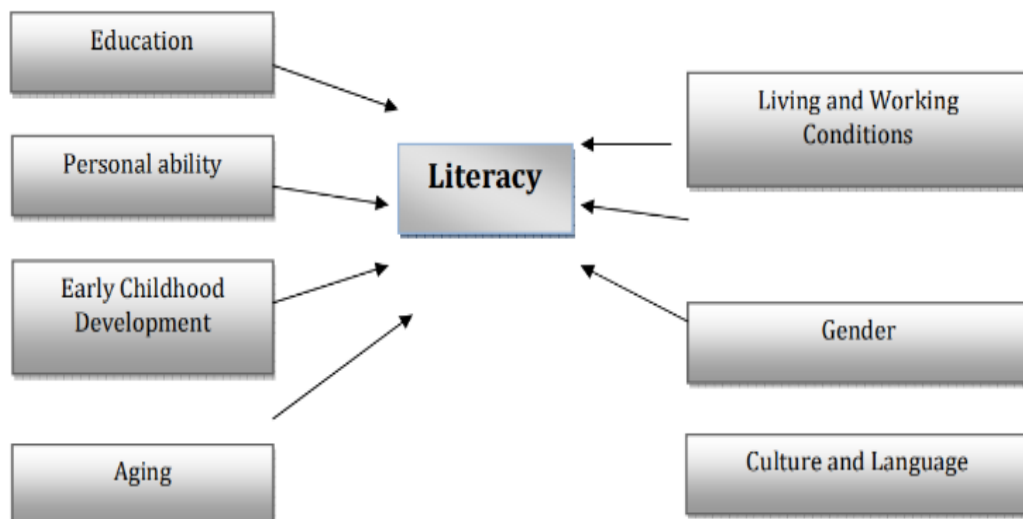 Education
Personal ability
Early Childhood
Development
Aging
Literacy
Living and Working
Conditions
Gender
Culture and Language